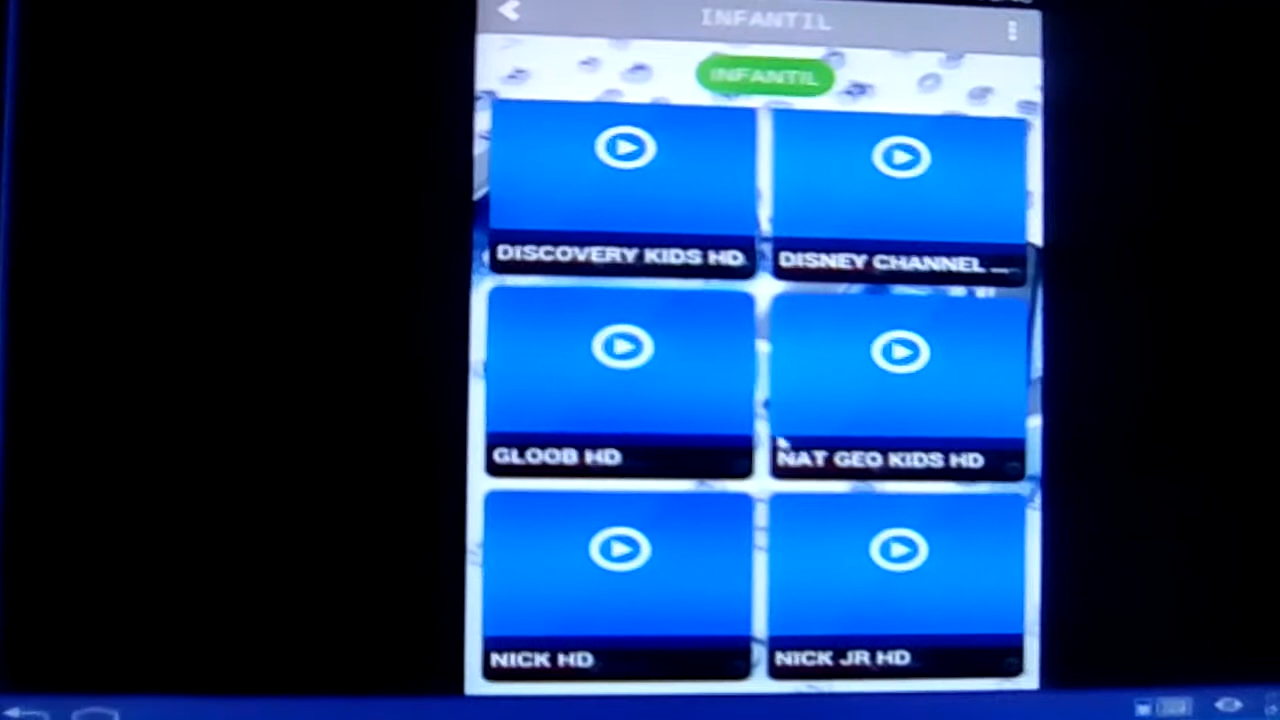 INFANTIL
INFANTIL
DISCOVERY KIDS HD
DISNEY CHANNEL ...
GLOOB HD
NAT GEO KIDS HD
NICK HD
NICK JR HD